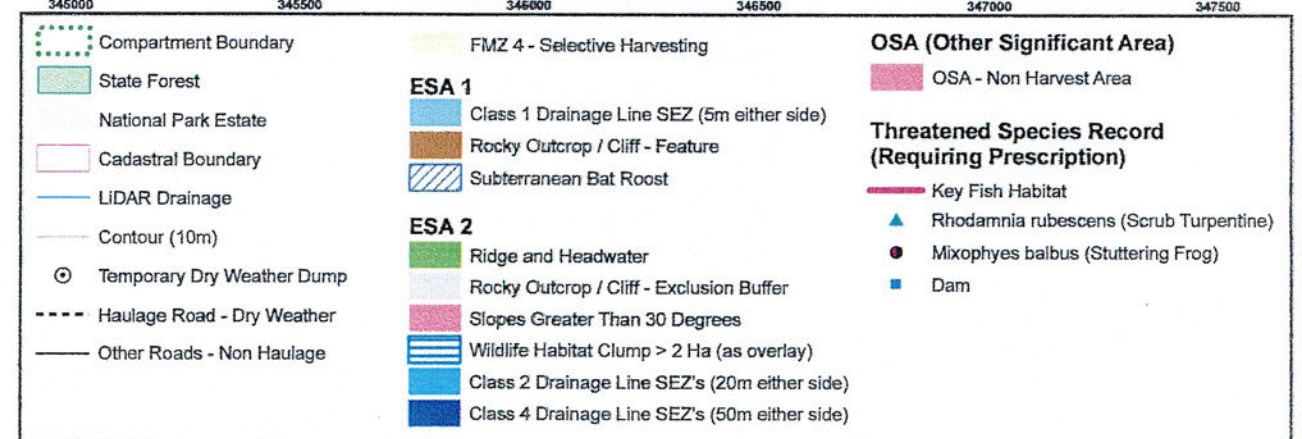 345000 345500 346000 346500 347000 347500
Compartment Boundary
State Forest
National Park Estate
Cadastral Boundary
LiDAR Drainage
Contour (10m)
Temporary Dry Weather Dump
Haulage Road - Dry Weather
Other Roads - Non Haulage
FMZ 4 - Selective Harvesting
ESA 1
Class 1 Drainage Line SEZ (5m either side)
Rocky Outcrop / Cliff - Feature
Subterranean Bat Roost
ESA 2
Ridge and Headwater
Rocky Outcrop / Cliff - Exclusion Buffer
Slopes Greater Than 30 Degrees
Wildlife Habitat Clump > 2 Ha (as overlay)
Class 2 Drainage Line SEZ's (20m either side)
Class 4 Drainage Line SEZ's (50m either side)
OSA (Other Significant Area)
OSA - Non Harvest Area
Threatened Species Record
(Requiring Prescription)
Key Fish Habitat
Rhodamnia rubescens (Scrub Turpentine)
Mixophyes balbus (Stuttering Frog)
Dam